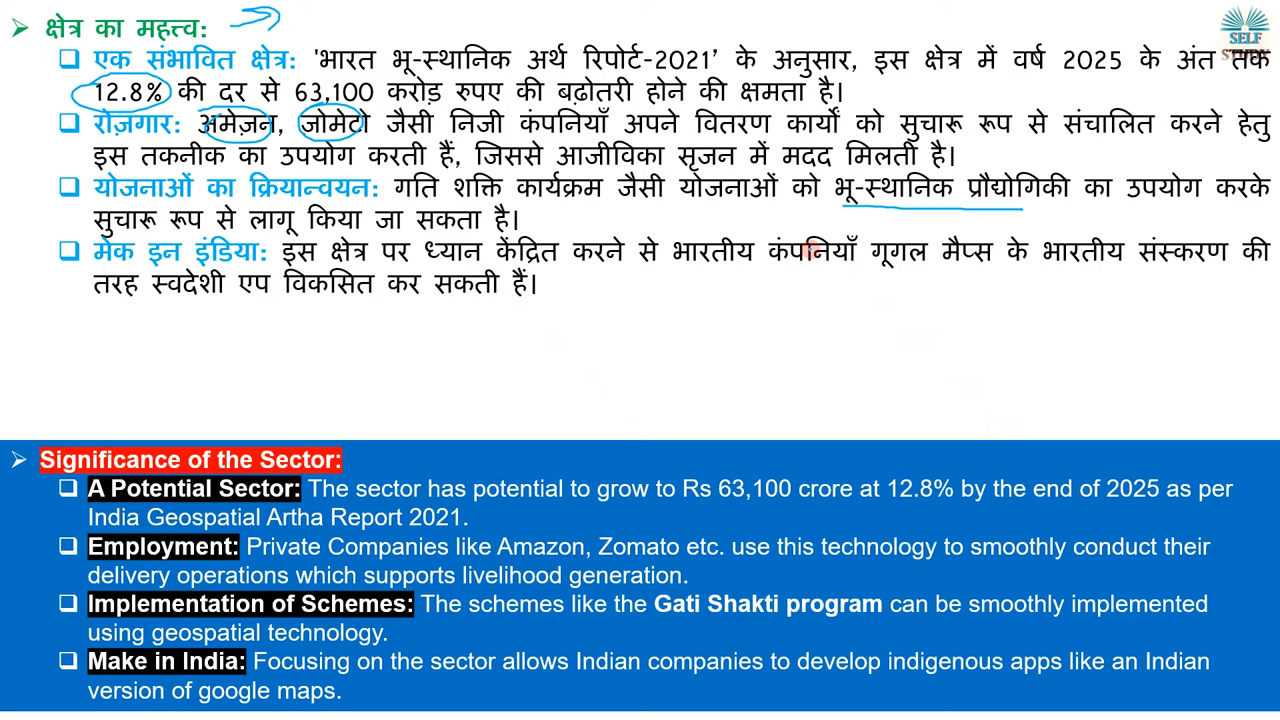 ➢ क्षेत्र का महत्त्व:
SELF
STUDY
❑ एक संभावित क्षेत्र: 'भारत भू-स्थानिक अर्थ रिपोर्ट-2021’ के अनुसार, इस क्षेत्र में वर्ष 2025 के अंत तक
12.8% की दर से 63,100 करोड़ रुपए की बढ़ोतरी होने की क्षमता है।
❑ रोज़गार: अमेज़न, जोमेटो जैसी निजी कंपनियाँ अपने वितरण कार्यों को सुचारू रूप से संचालित करने हेतु
इस तकनीक का उपयोग करती हैं, जिससे आजीविका सृजन में मदद मिलती है।
❑ योजनाओं का क्रियान्वयन: गति शक्ति कार्यक्रम जैसी योजनाओं को भू-स्थानिक प्रौद्योगिकी का उपयोग करके
सुचारू रूप से लागू किया जा सकता है।
❑ मेक इन इंडिया: इस क्षेत्र पर ध्यान केंद्रित करने से भारतीय कंपनियाँ गूगल मैप्स के भारतीय संस्करण की
तरह स्वदेशी एप विकसित कर सकती हैं।
➢ Significance of the Sector:
❑ A Potential Sector: The sector has potential to grow to Rs 63,100 crore at 12.8% by the end of 2025 as per
India Geospatial Artha Report 2021.
❑ Employment: Private Companies like Amazon, Zomato etc. use this technology to smoothly conduct their
delivery operations which supports livelihood generation.
❑ Implementation of Schemes: The schemes like the Gati Shakti program can be smoothly implemented
using geospatial technology.
❑ Make in India: Focusing on the sector allows Indian companies to develop indigenous apps like an Indian
version of google maps.